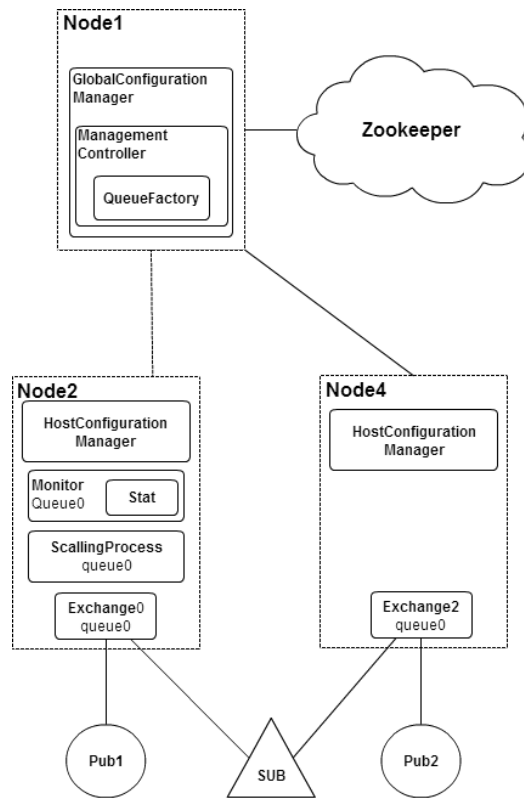 Node1
GlobalConfiguration
Manager
Management
Controller
QueueFactory
Zookeeper
Node2
HostConfiguration
Manager
Monitor
Queue0
Stat
ScallingProcess
queue0
Exchange0
queue0
Node4
HostConfiguration
Manager
Exchange2
queue0
Pub1
SUB
Pub2